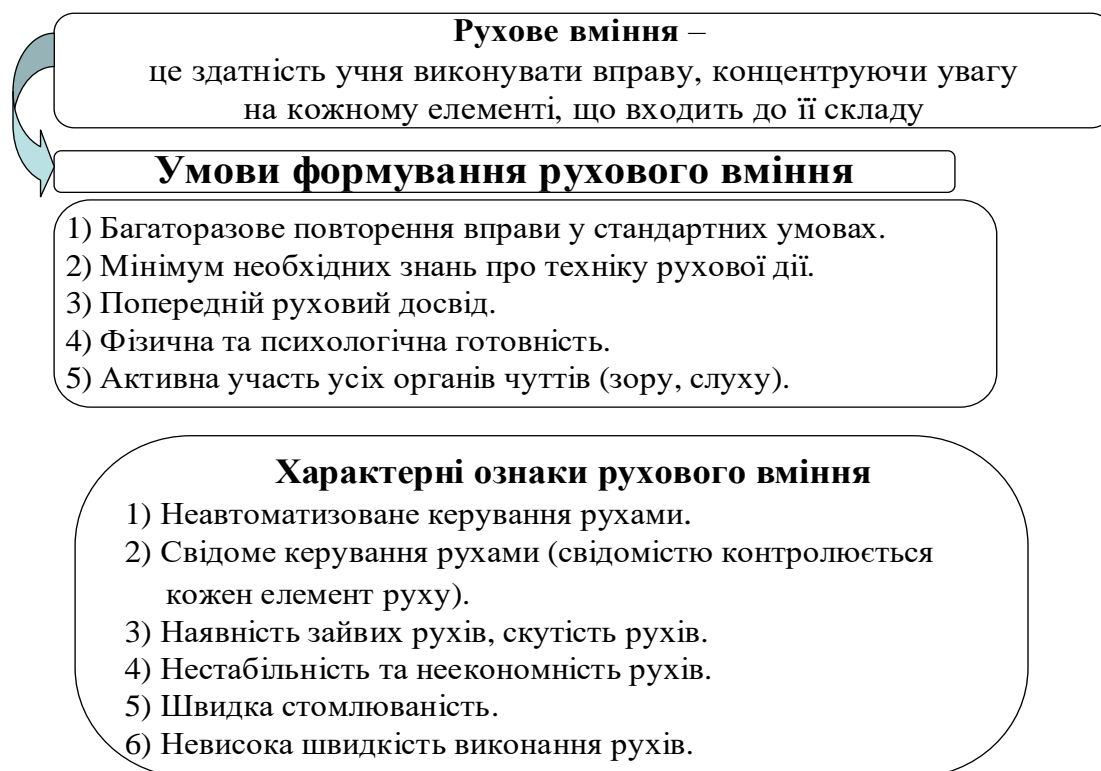 Рухове вміння –
це здатність учня виконувати вправу, концентруючи увагу
на кожному елементі, що входить до її складу
Умови формування рухового вміння
1) Багаторазове повторення вправи у стандартних умовах.
2) Мінімум необхідних знань про техніку рухової дії.
3) Попередній руховий досвід.
4) Фізична та психологічна готовність.
5) Активна участь усіх органів чуттів (зору, слуху).
Характерні ознаки рухового вміння
1) Неавтоматизоване керування рухами.
2) Свідоме керування рухами (свідомістю контролюється
кожен елемент руху).
3) Наявність зайвих рухів, скутість рухів.
4) Нестабільність та неекономність рухів.
5) Швидка стомлюваність.
6) Невисока швидкість виконання рухів.